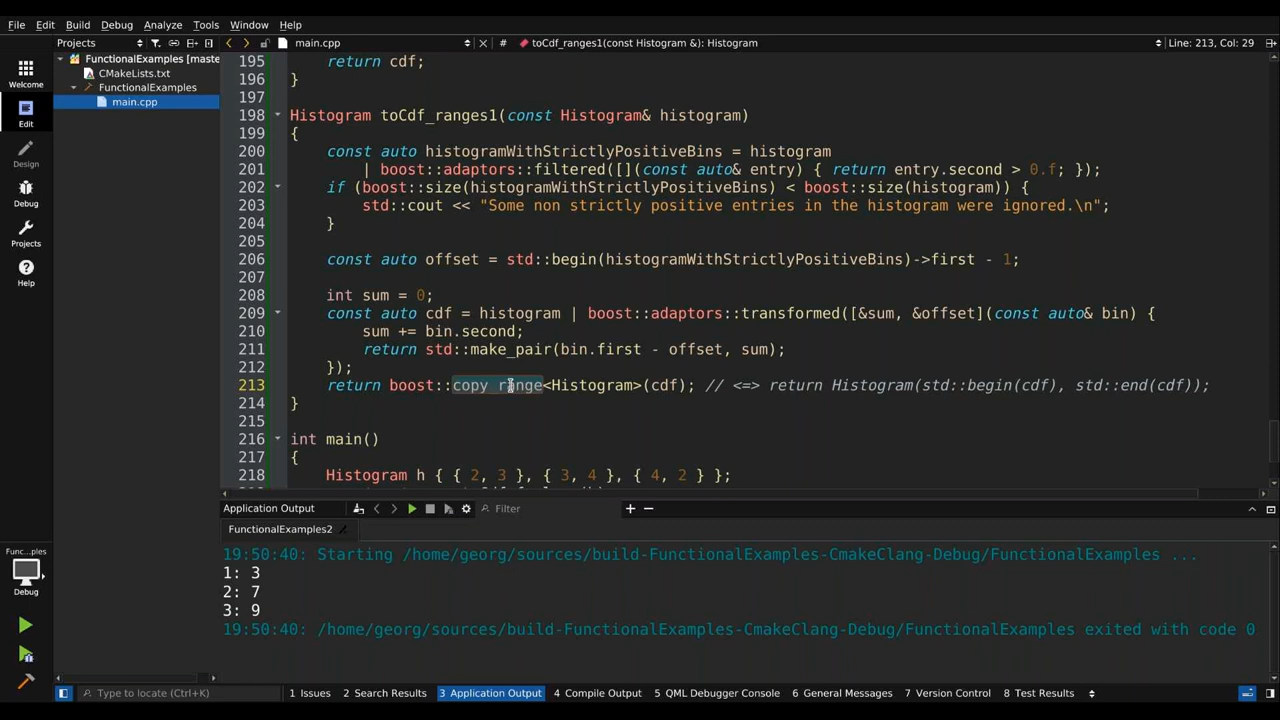 File Edit Build Debug Analyze Tools Window Help
Projects main.cpp # toCdf_ranges1(const Histogram &): Histogram Line: 213, Col: 29
Welcome
Edit
Design
Debug
Projects
Help
FunctionalExamples [master
CMakeLists.txt
FunctionalExamples
main.cpp
195 return cdf;
196 }
197
198 Histogram toCdf_ranges1(const Histogram& histogram)
199 {
200 const auto histogramWithStrictlyPositiveBins = histogram
201 | boost::adaptors::filtered([](const auto& entry) { return entry.second > 0.f; });
202 if (boost::size(histogramWithStrictlyPositiveBins) < boost::size(histogram)) {
203 std::cout << "Some non strictly positive entries in the histogram were ignored.\n";
204 }
205
206 const auto offset = std::begin(histogramWithStrictlyPositiveBins)->first - 1;
207
208 int sum = 0;
209 const auto cdf = histogram | boost::adaptors::transformed([&sum, &offset](const auto& bin) {
210 sum += bin.second;
211 return std::make_pair(bin.first - offset, sum);
212 });
213 return boost::copy_range<Histogram>(cdf); // <=> return Histogram(std::begin(cdf), std::end(cdf));
214 }
215
216 int main()
217 {
218 Histogram h { { 2, 3 }, { 3, 4 }, { 4, 2 } };
Application Output Filter
FunctionalExamples2
19:50:40: Starting /home/georg/sources/build-FunctionalExamples-CmakeClang-Debug/FunctionalExamples ...
1: 3
2: 7
3: 9
19:50:40: /home/georg/sources/build-FunctionalExamples-CmakeClang-Debug/FunctionalExamples exited with code 0
Func...ples
Debug
Type to locate (Ctrl+K) 1 Issues 2 Search Results 3 Application Output 4 Compile Output 5 QML Debugger Console 6 General Messages 7 Version Control 8 Test Results